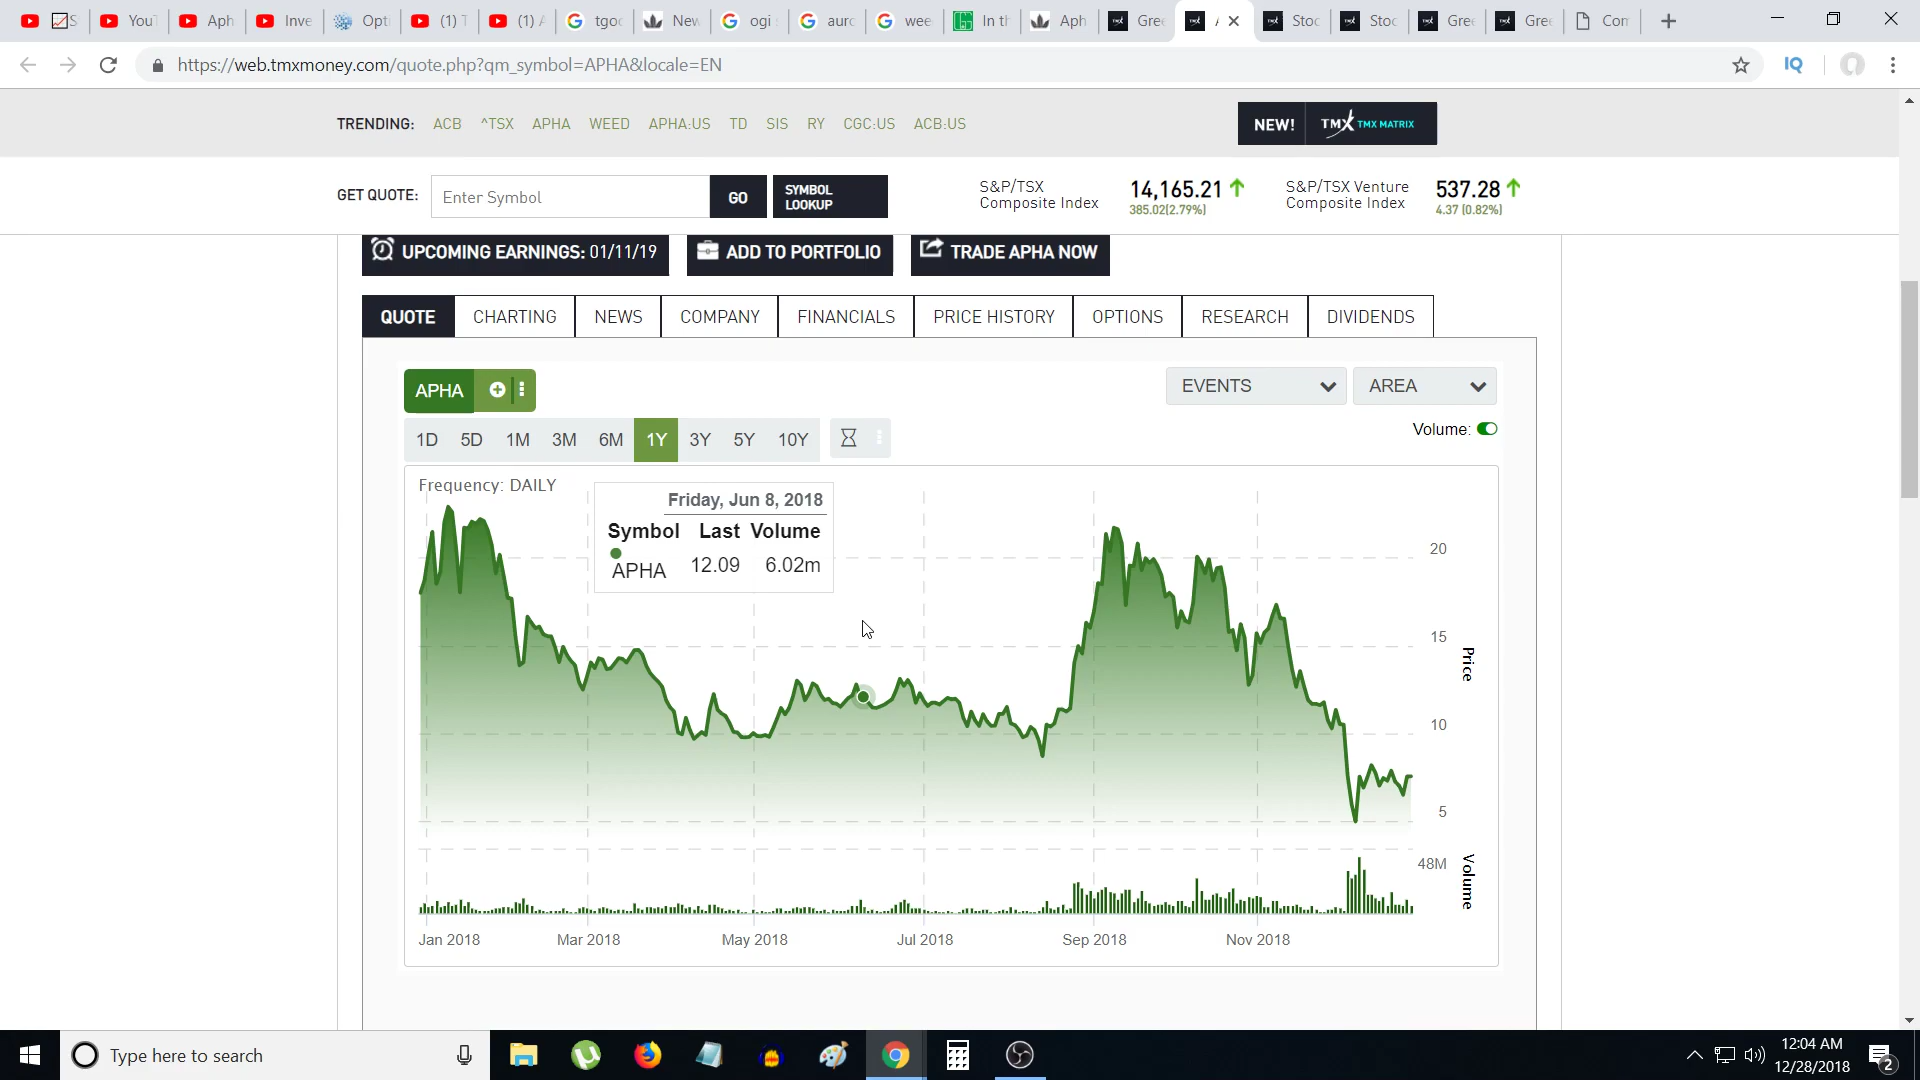 S YouT Aph Inve Opti (1) T (1) A tgoo New ogi auro wee In th Aph Gree Stoc Stoc Gree Gree Com
https://web.tmxmoney.com/quote.php?qm_symbol=APHA&locale=EN
TRENDING: ACB ^TSX APHA WEED APHA:US TD SIS RY CGC:US ACB:US
NEW! TMX TMX MATRIX
GET QUOTE: Enter Symbol GO SYMBOL LOOKUP
S&P/TSX Composite Index 14,165.21 385.02(2.79%)
S&P/TSX Venture Composite Index 537.28 4.37 (0.82%)
UPCOMING EARNINGS: 01/11/19 ADD TO PORTFOLIO TRADE APHA NOW
QUOTE CHARTING NEWS COMPANY FINANCIALS PRICE HISTORY OPTIONS RESEARCH DIVIDENDS
APHA EVENTS AREA
1D 5D 1M 3M 6M 1Y 3Y 5Y 10Y
Volume:
Frequency: DAILY
Friday, Jun 8, 2018
Symbol Last Volume
APHA 12.09 6.02m
20
15
Price
10
5
48M
Volume
Jan 2018 Mar 2018 May 2018 Jul 2018 Sep 2018 Nov 2018
Type here to search
12:04 AM
12/28/2018
2